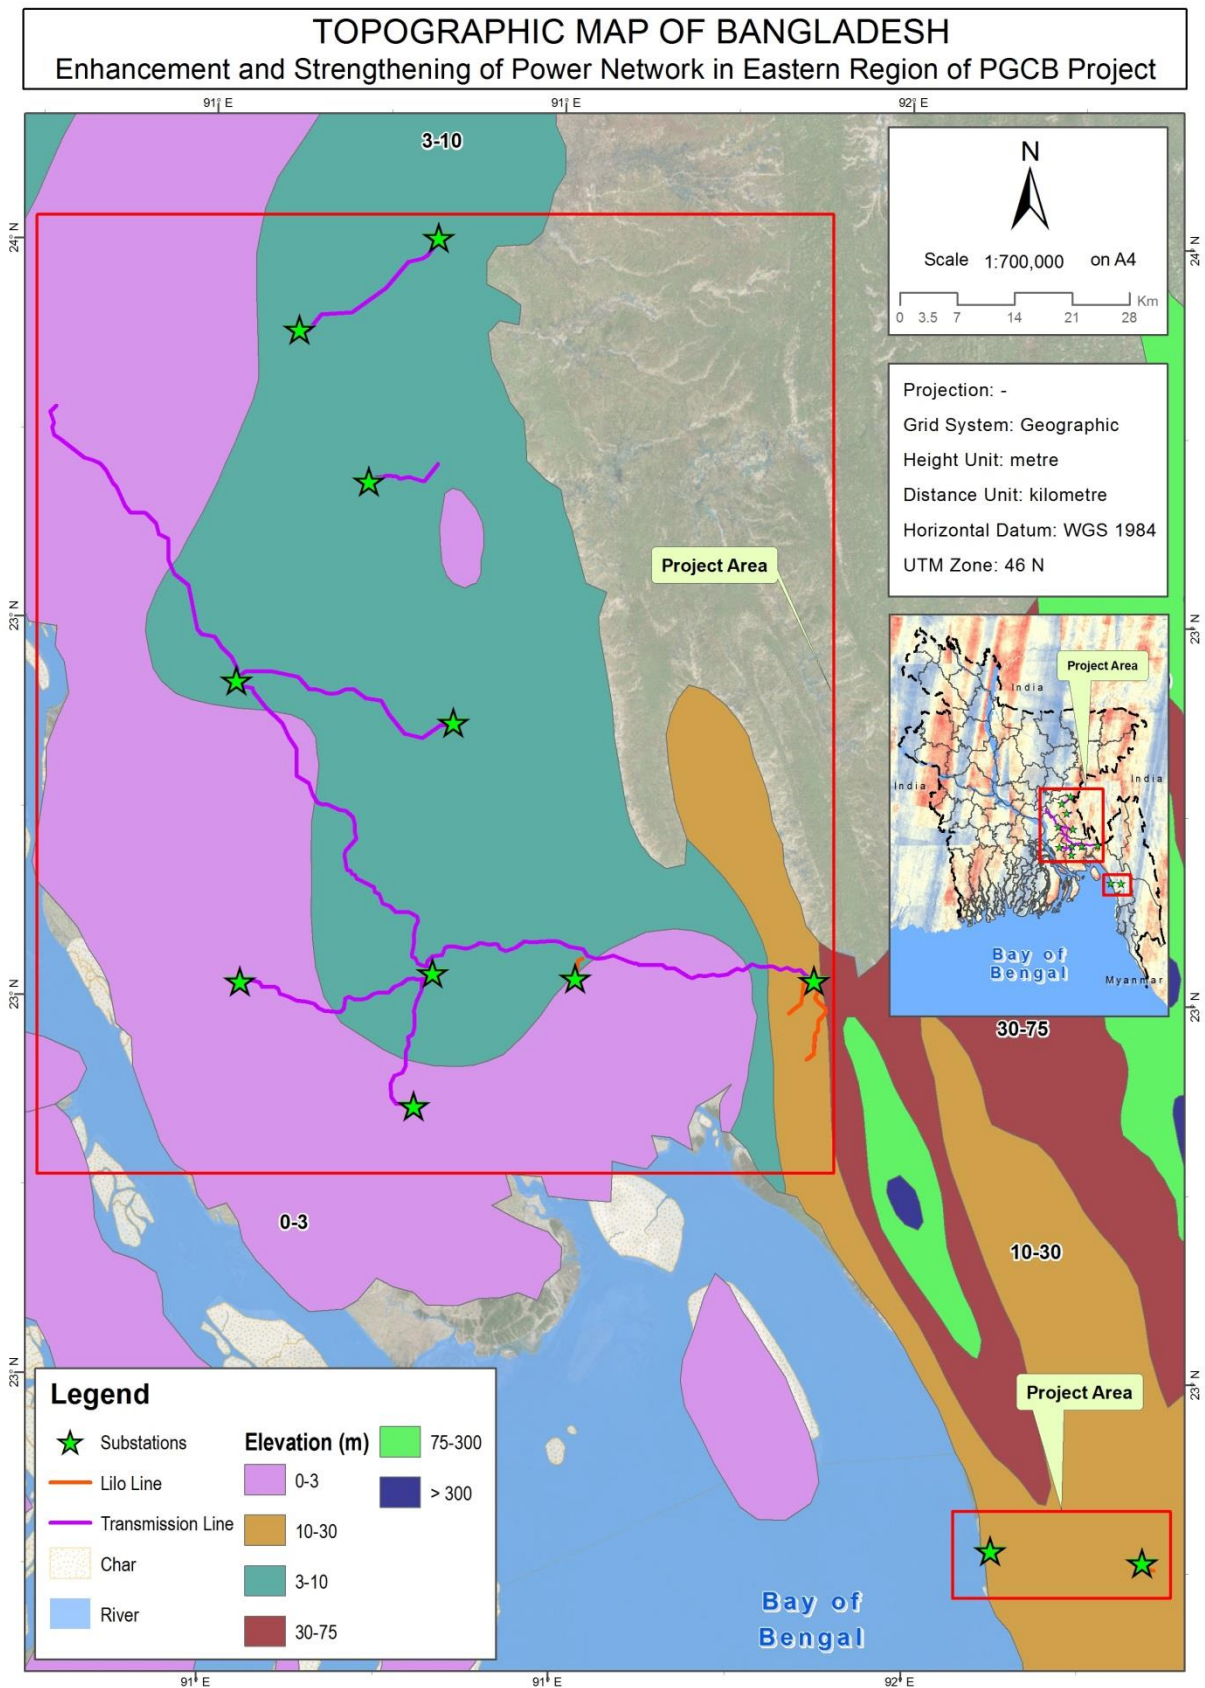 TOPOGRAPHIC MAP OF BANGLADESH
Enhancement and Strengthening of Power Network in Eastern Region of PGCB Project
91° E
91° E
92° E
3-10
N
24° N
24° N
Scale 1:700,000 on A4
Km
0 3.5 7 14 21 28
Projection: -
Grid System: Geographic
Height Unit: metre
Distance Unit: kilometre
Horizontal Datum: WGS 1984
UTM Zone: 46 N
Project Area
23° N
23° N
Project Area
India
India
India
Bay of
Bengal
Myanmar
23° N
23° N
30-75
0-3
10-30
23° N
23° N
Project Area
Legend
Substations
Lilo Line
Transmission Line
Char
River
Elevation (m)
0-3
10-30
3-10
30-75
75-300
> 300
Bay of
Bengal
91° E
91° E
92° E